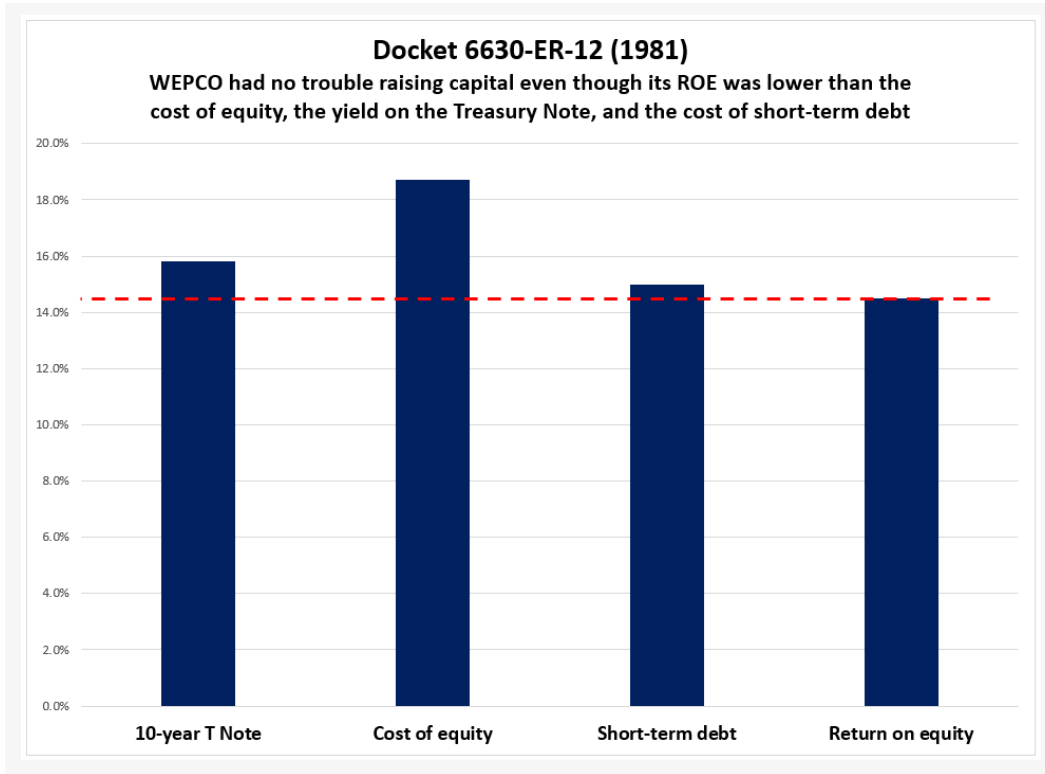 Docket 6630-ER-12 (1981)
WEPCO had no trouble raising capital even though its ROE was lower than the
cost of equity, the yield on the Treasury Note, and the cost of short-term debt
20.0%
18.0%
16.0%
14.0%
12.0%
10.0%
8.0%
6.0%
4.0%
2.0%
0.0%
10-year T Note Cost of equity Short-term debt Return on equity